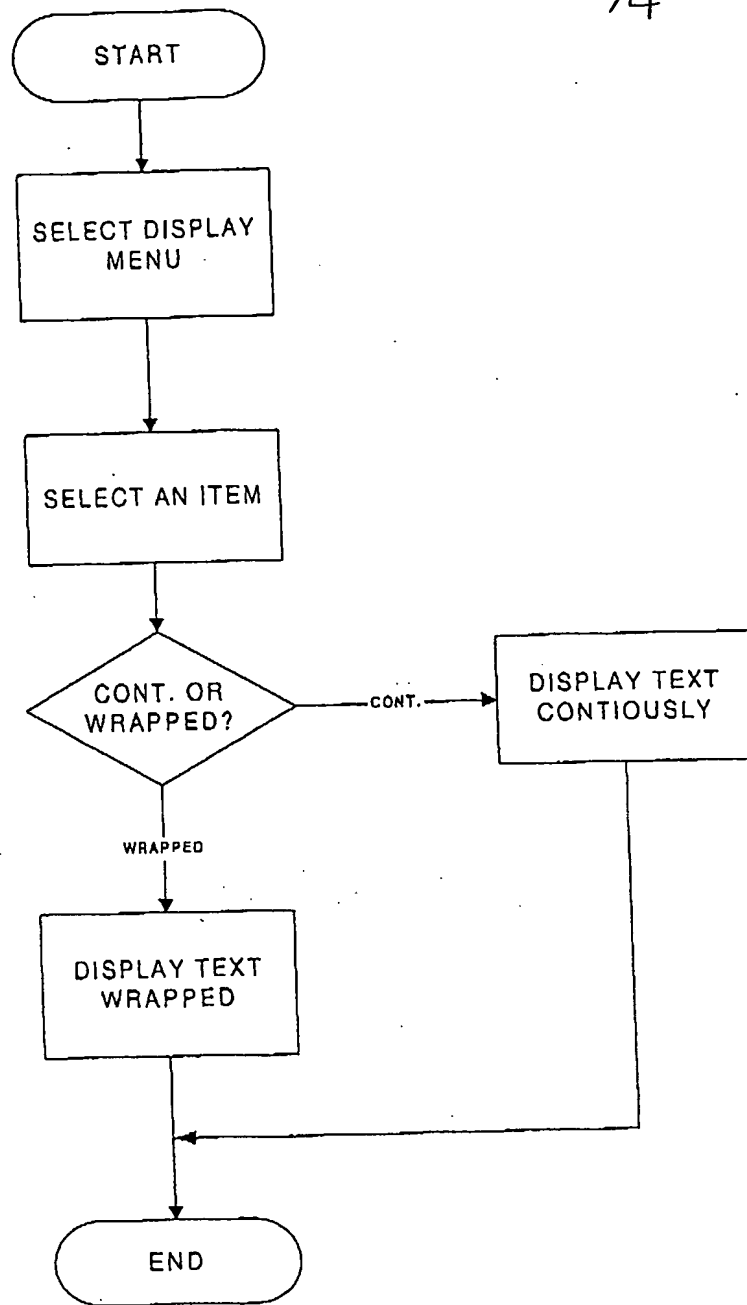 START
SELECT DISPLAY
MENU
SELECT AN ITEM
CONT. OR
WRAPPED?
CONT.
DISPLAY TEXT
CONTIOUSLY
WRAPPED
DISPLAY TEXT
WRAPPED
END